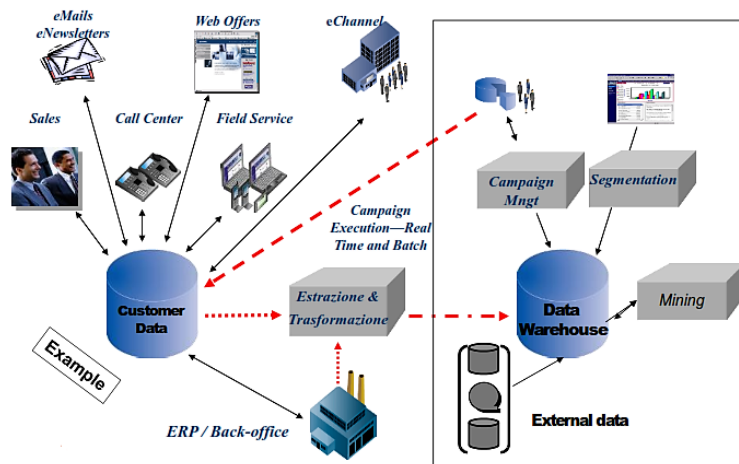 eMails
eNewsletters
Web Offers
eChannel
Sales
Call Center
Field Service
Campaign
Mngt
Segmentation
Campaign
Execution—Real
Time and Batch
Customer
Data
Estrazione &
Trasformazione
Data
Warehouse
Mining
Example
ERP / Back-office
External data